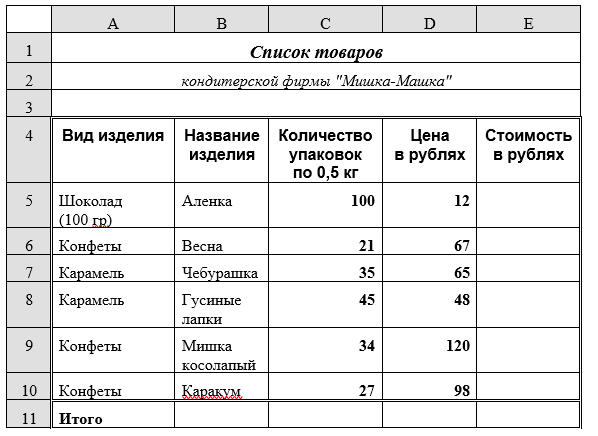 A B C D E
1 Список товаров
2 кондитерской фирмы "Мишка-Машка"
3
4 Вид изделия Название изделия Количество упаковок по 0,5 кг Цена в рублях Стоимость в рублях
5 Шоколад (100 гр) Аленка 100 12
6 Конфеты Весна 21 67
7 Карамель Чебурашка 35 65
8 Карамель Гусиные лапки 45 48
9 Конфеты Мишка косолапый 34 120
10 Конфеты Каракум 27 98
11 Итого